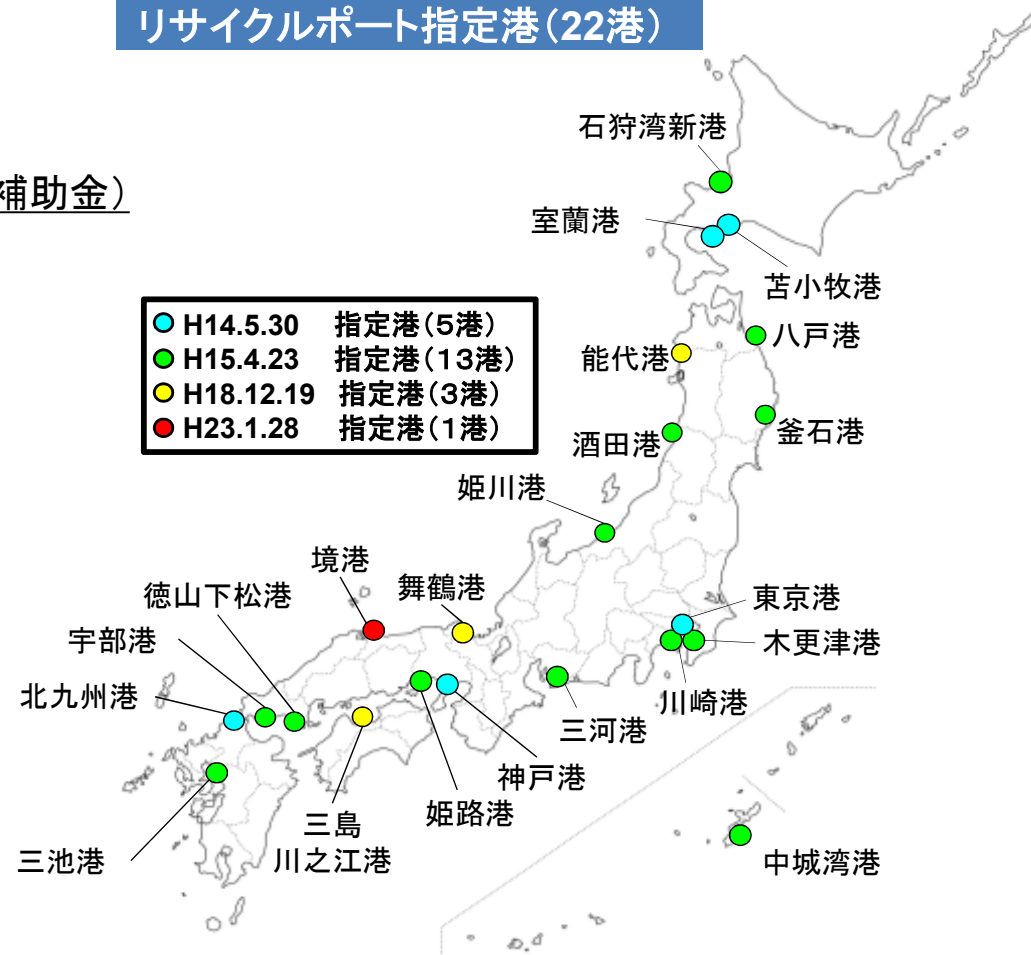 リサイクルポート指定港（22港）
補助金）
石狩湾新港
室蘭港
苫小牧港
H14.5.30 指定港（５港）
H15.4.23 指定港（１３港）
H18.12.19 指定港（３港）
H23.1.28 指定港（１港）
八戸港
能代港
釜石港
酒田港
姫川港
境港
舞鶴港
徳山下松港
東京港
宇部港
木更津港
北九州港
川崎港
三河港
神戸港
姫路港
三島
川之江港
三池港
中城湾港